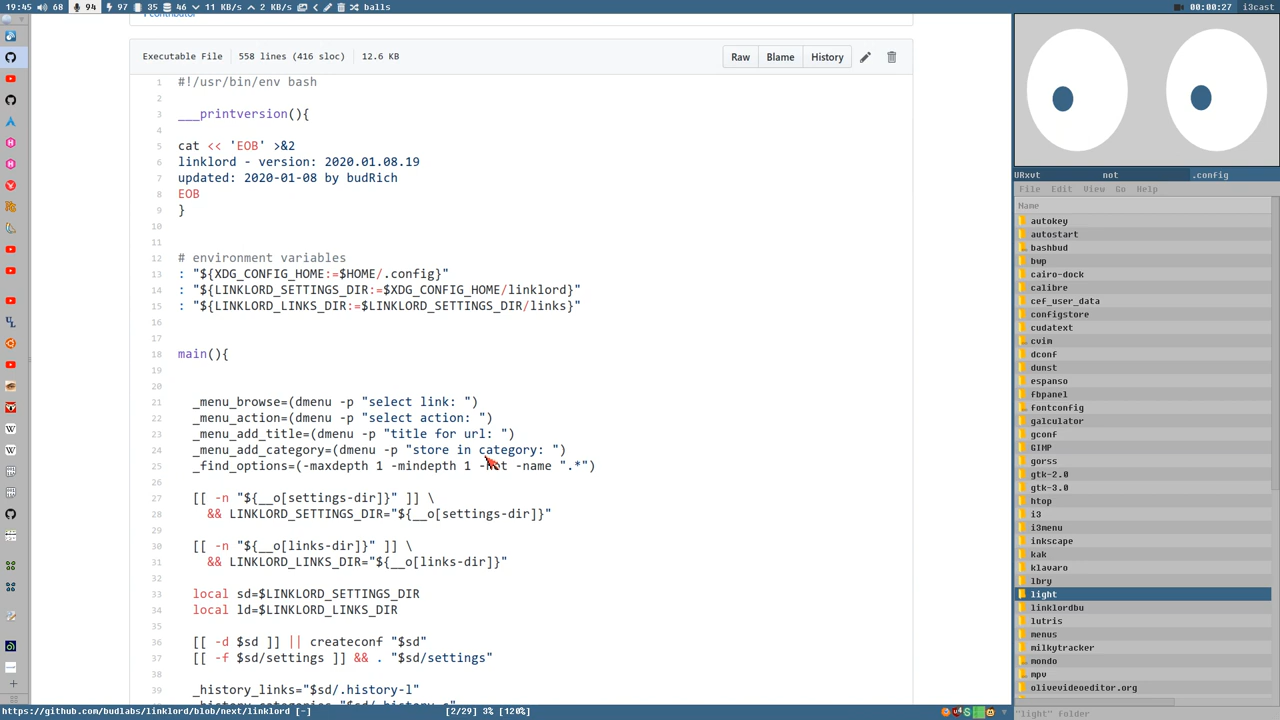 19:45 68 94 97 35 46 11 KB/s 2 KB/s balls 00:00:27 i3cast
1 contributor
Executable File 558 lines (416 sloc) 12.6 KB Raw Blame History
1 #!/usr/bin/env bash
2
3 ___printversion(){
4
5 cat << 'EOB' >&2
6 linklord - version: 2020.01.08.19
7 updated: 2020-01-08 by budRich
8 EOB
9 }
10
11
12 # environment variables
13 : "${XDG_CONFIG_HOME:=$HOME/.config}"
14 : "${LINKLORD_SETTINGS_DIR:=$XDG_CONFIG_HOME/linklord}"
15 : "${LINKLORD_LINKS_DIR:=$LINKLORD_SETTINGS_DIR/links}"
16
17
18 main(){
19
20
21 _menu_browse=(dmenu -p "select link: ")
22 _menu_action=(dmenu -p "select action: ")
23 _menu_add_title=(dmenu -p "title for url: ")
24 _menu_add_category=(dmenu -p "store in category: ")
25 _find_options=(-maxdepth 1 -mindepth 1 -not -name ".*")
26
27 [[ -n "${__o[settings-dir]}" ]] \
28 && LINKLORD_SETTINGS_DIR="${__o[settings-dir]}"
29
30 [[ -n "${__o[links-dir]}" ]] \
31 && LINKLORD_LINKS_DIR="${__o[links-dir]}"
32
33 local sd=$LINKLORD_SETTINGS_DIR
34 local ld=$LINKLORD_LINKS_DIR
35
36 [[ -d $sd ]] || createconf "$sd"
37 [[ -f $sd/settings ]] && . "$sd/settings"
38
39 _history_links="$sd/.history-l"
https://github.com/budlabs/linklord/blob/next/linklord [-] [2/29] 3% [120%]
URxvt not .config
File Edit View Go Help
Name
autokey
autostart
bashbud
bwp
cairo-dock
calibre
cef_user_data
configstore
cudatext
cvim
dconf
dunst
espanso
fbpanel
fontconfig
galculator
gconf
GIMP
gorss
gtk-2.0
gtk-3.0
htop
i3
i3menu
inkscape
kak
klavaro
lbry
light
linklordbu
lutris
menus
milkytracker
mondo
mpv
olivevideoeditor.org
"light" folder